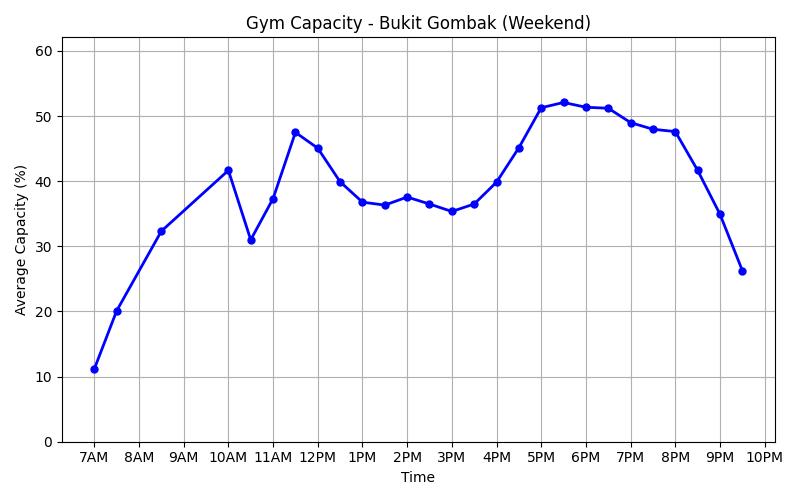 Gym Capacity - Bukit Gombak (Weekend)
Average Capacity (%)
60
50
40
30
20
10
0
7AM 8AM 9AM 10AM 11AM 12PM 1PM 2PM 3PM 4PM 5PM 6PM 7PM 8PM 9PM 10PM
Time